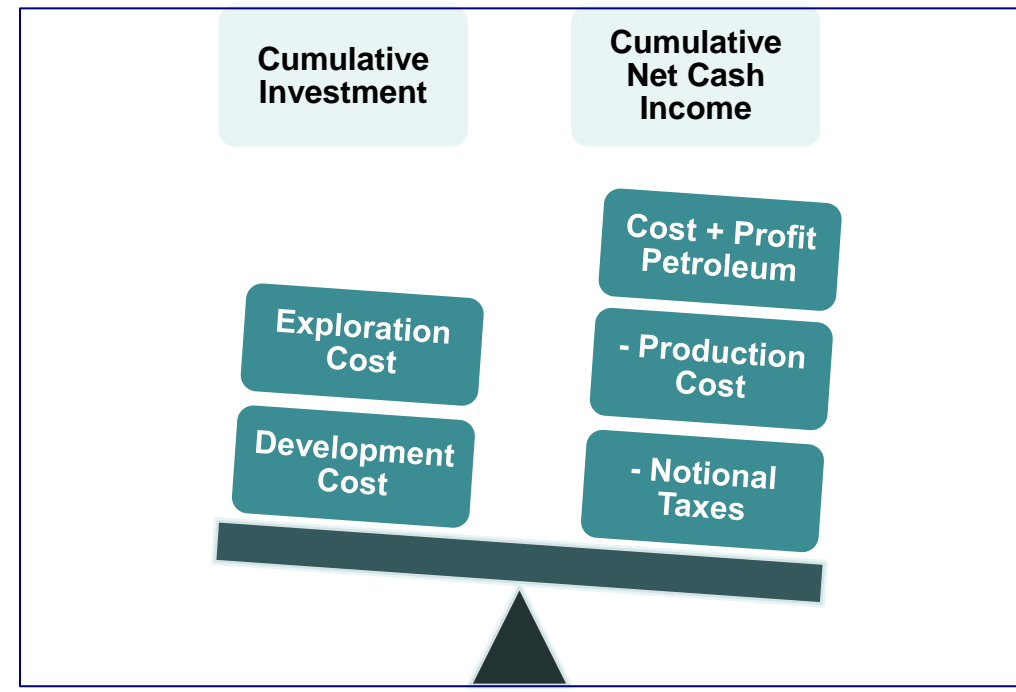 Cumulative
Investment
Cumulative
Net Cash
Income
Exploration
Cost
Development
Cost
Cost + Profit
Petroleum
- Production
Cost
- Notional
Taxes